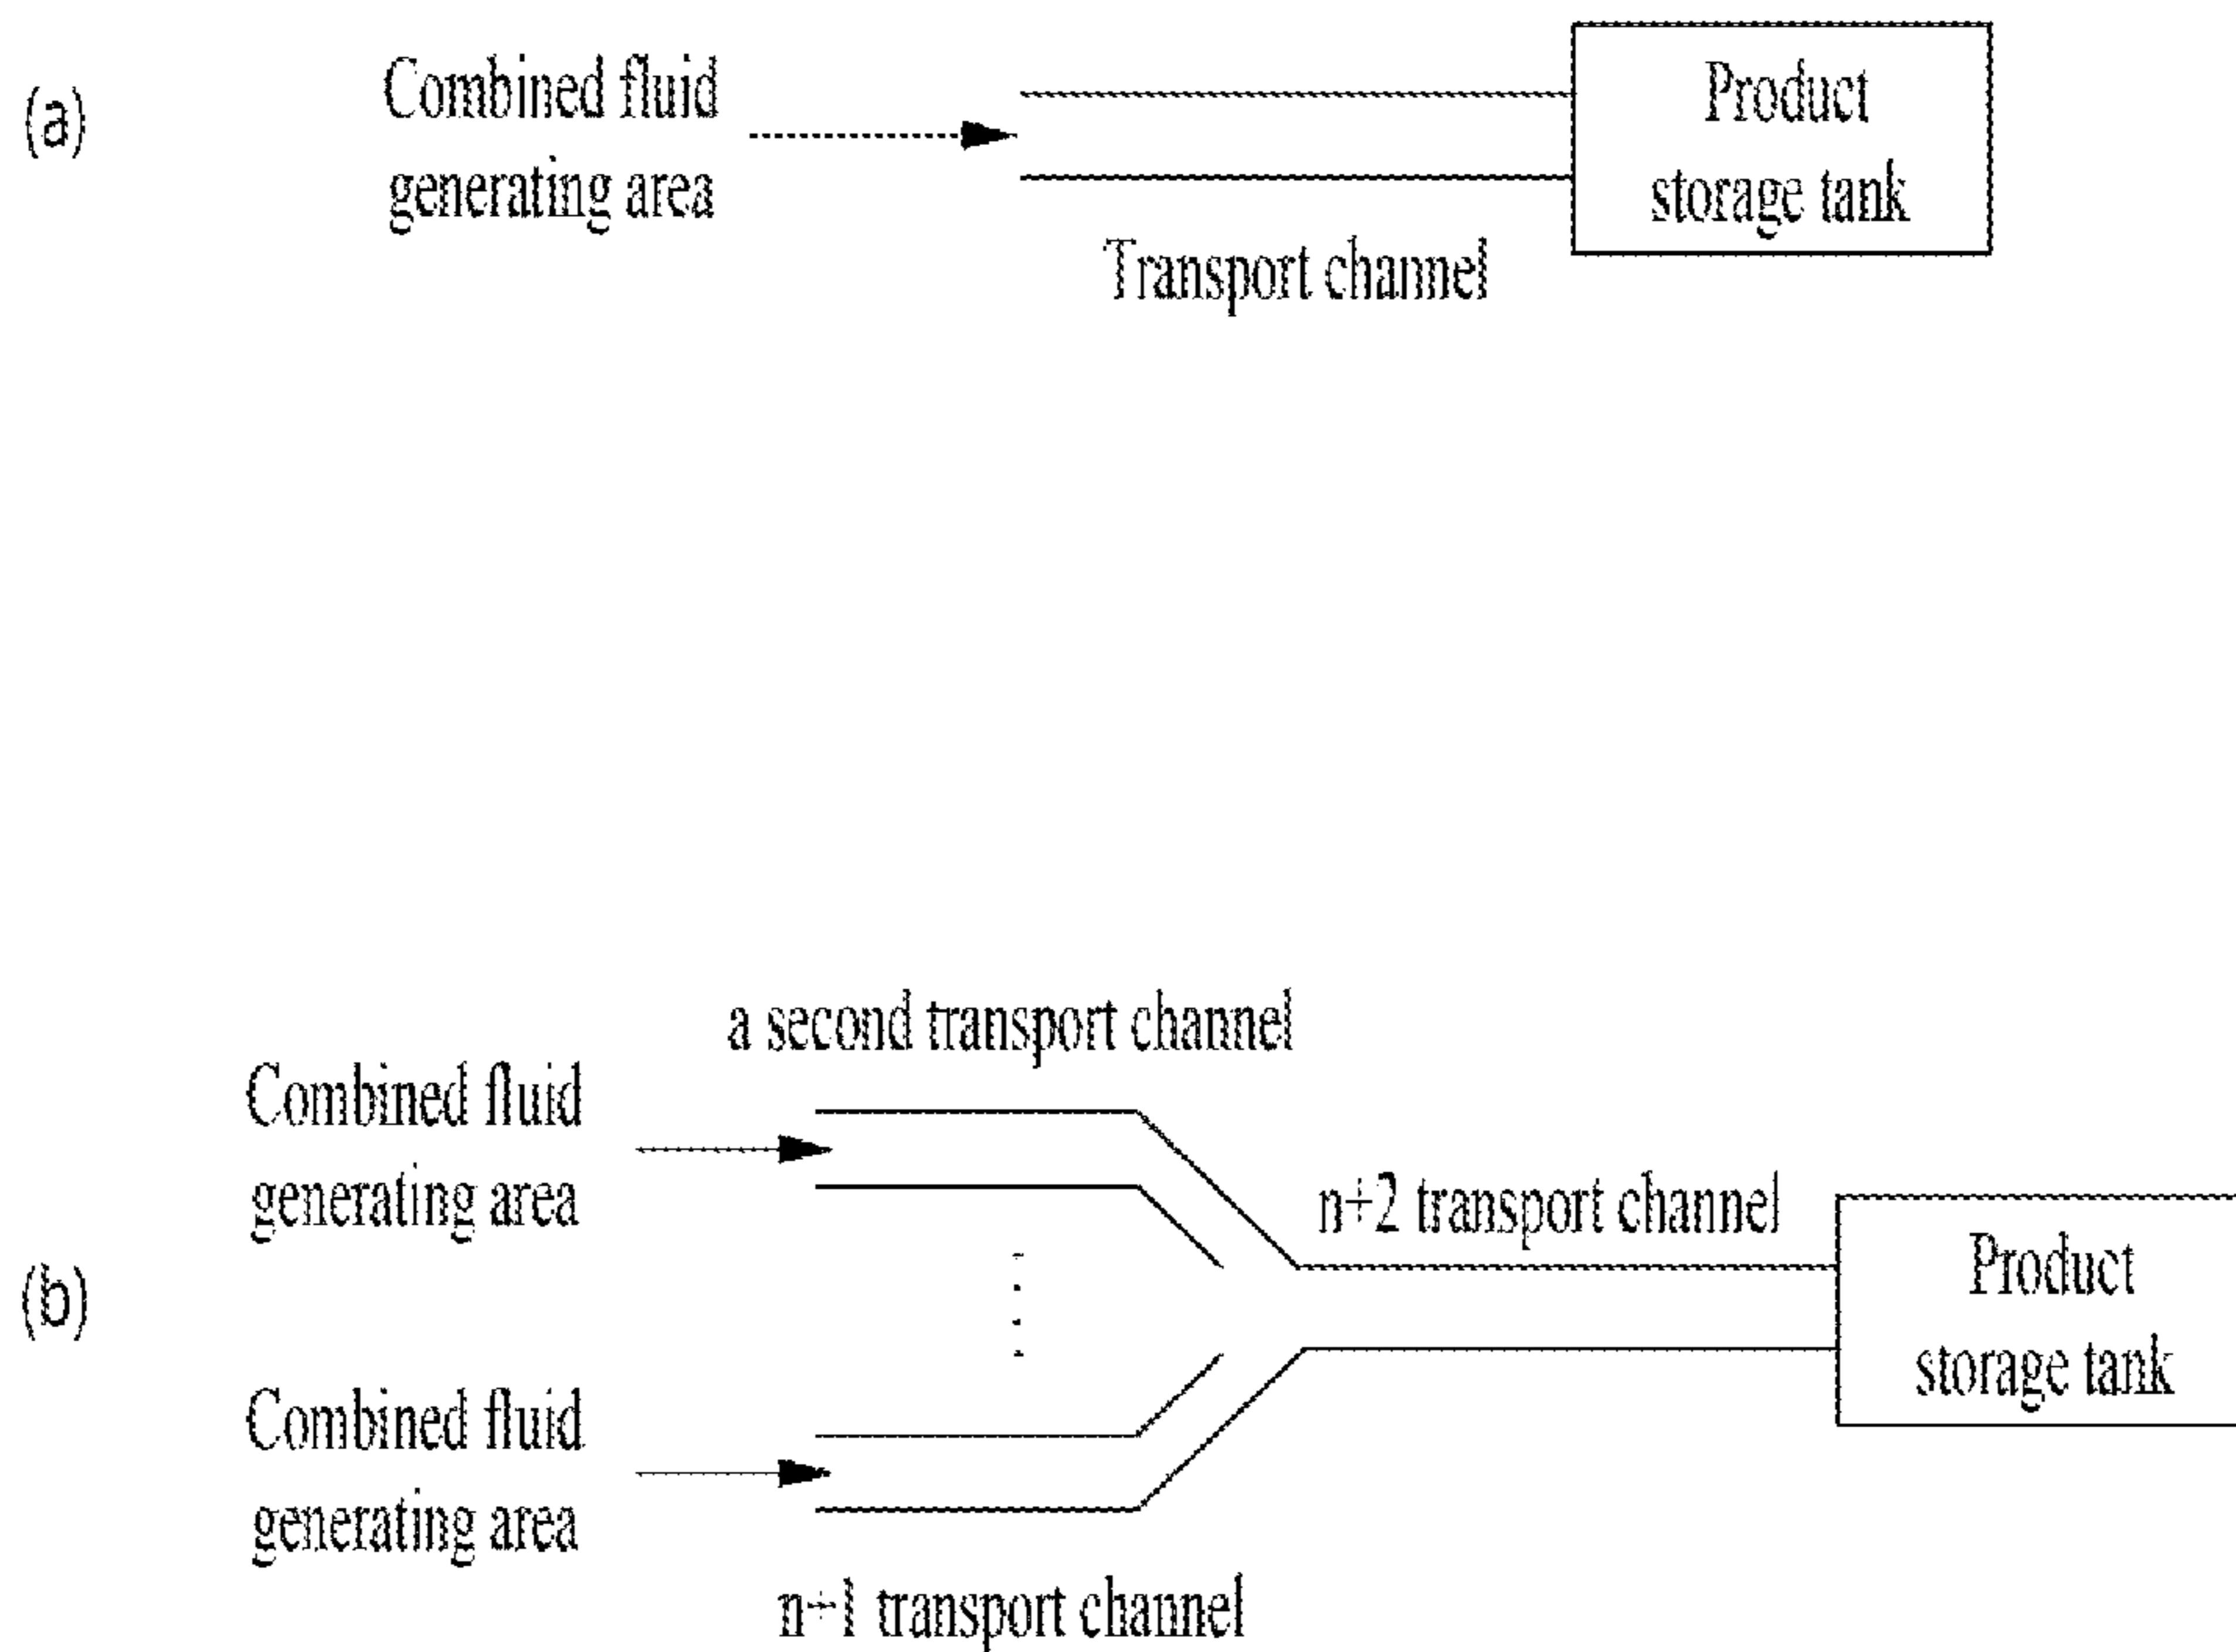 (a)
Combined fluid
generating area
Transport channel
Product
storage tank
(b)
a second transport channel
Combined fluid
generating area
n+2 transport channel
Product
storage tank
Combined fluid
generating area
n+1 transport channel